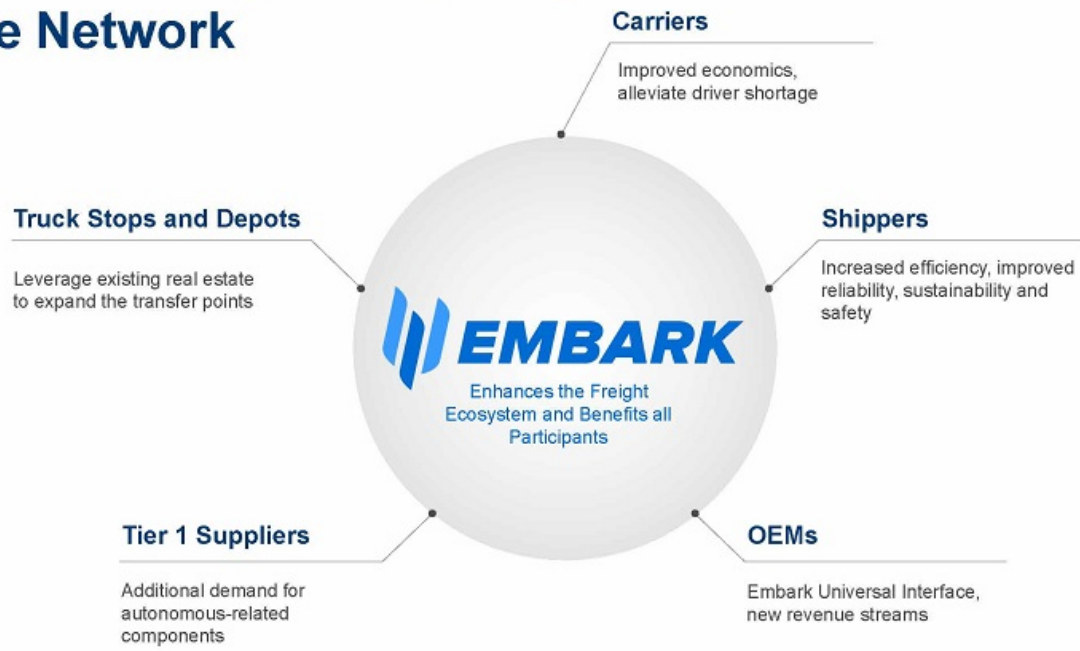 e Network
Carriers
Improved economics,
alleviate driver shortage
Truck Stops and Depots
Leverage existing real estate
to expand the transfer points
Shippers
Increased efficiency, improved
reliability, sustainability and
safety
EMBARK
Enhances the Freight
Ecosystem and Benefits all
Participants
Tier 1 Suppliers
Additional demand for
autonomous-related
components
OEMs
Embark Universal Interface,
new revenue streams